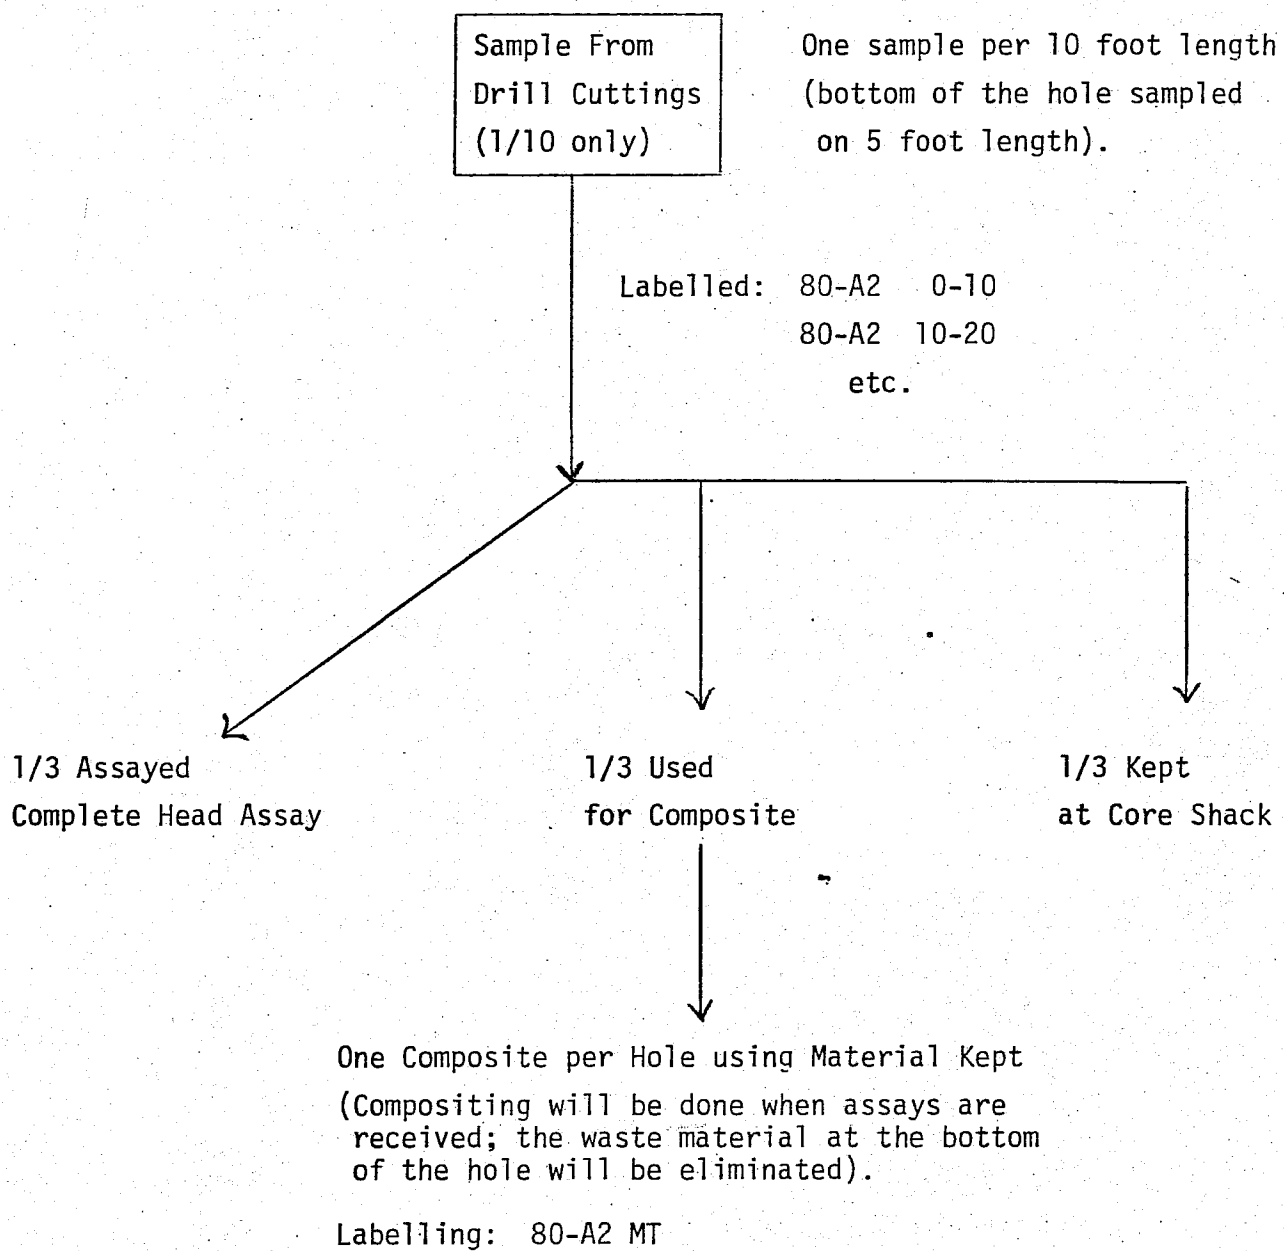 Sample From
Drill Cuttings
(1/10 only)
One sample per 10 foot length
(bottom of the hole sampled
on 5 foot length).
Labelled: 80-A2 0-10
80-A2 10-20
etc.
1/3 Assayed
Complete Head Assay
1/3 Used
for Composite
1/3 Kept
at Core Shack
One Composite per Hole using Material Kept
(Compositing will be done when assays are
received; the waste material at the bottom
of the hole will be eliminated).
Labelling: 80-A2 MT